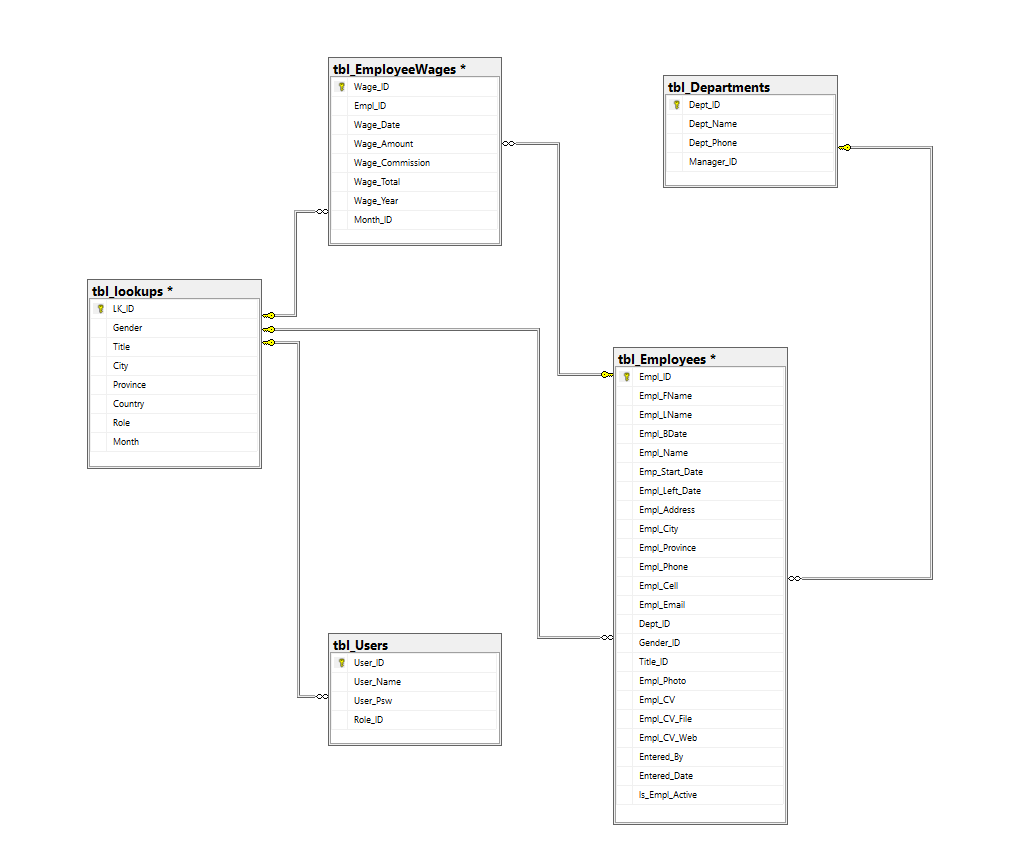 tbl_EmployeeWages *
Wage_ID
Empl_ID
Wage_Date
Wage_Amount
Wage_Commission
Wage_Total
Wage_Year
Month_ID
tbl_Departments
Dept_ID
Dept_Name
Dept_Phone
Manager_ID
tbl_lookups *
LK_ID
Gender
Title
City
Province
Country
Role
Month
tbl_Employees *
Empl_ID
Empl_FName
Empl_LName
Empl_BDate
Empl_Name
Emp_Start_Date
Empl_Left_Date
Empl_Address
Empl_City
Empl_Province
Empl_Phone
Empl_Cell
Empl_Email
Dept_ID
Gender_ID
Title_ID
Empl_Photo
Empl_CV
Empl_CV_File
Empl_CV_Web
Entered_By
Entered_Date
Is_Empl_Active
tbl_Users
User_ID
User_Name
User_Psw
Role_ID